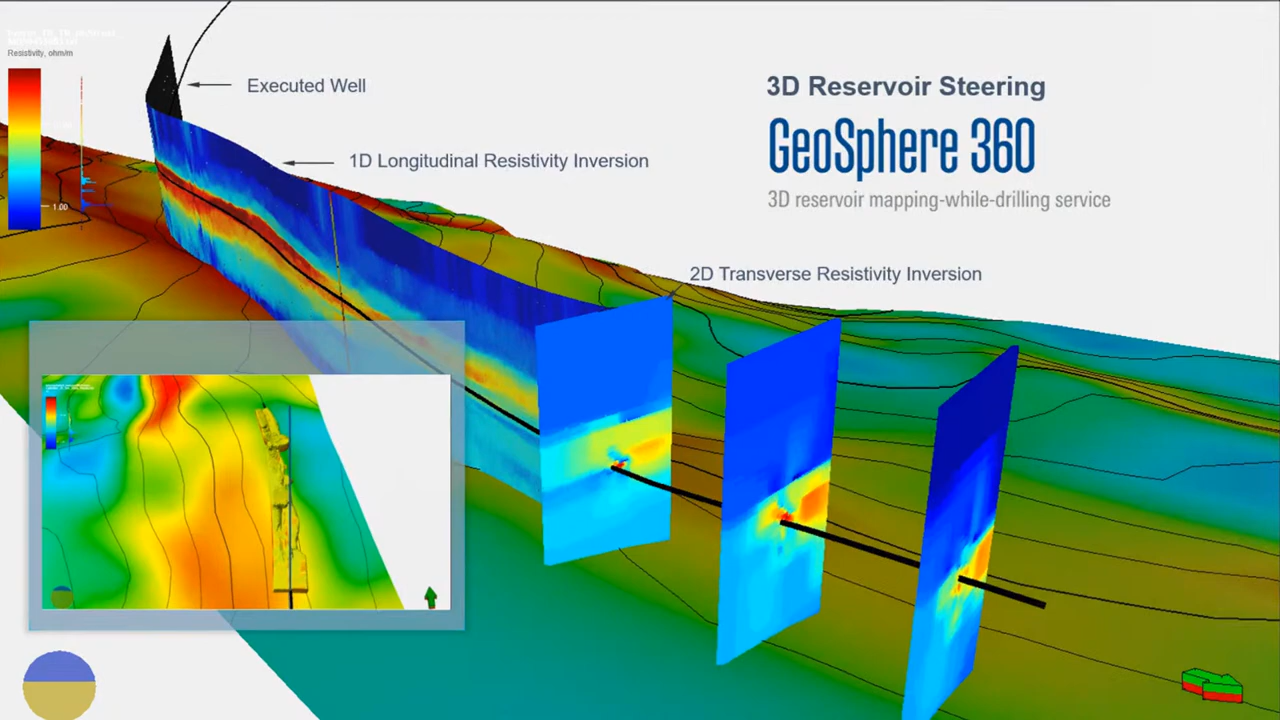 Resistivity, ohm/m
1.00
Executed Well
1D Longitudinal Resistivity Inversion
2D Transverse Resistivity Inversion
3D Reservoir Steering
GeoSphere 360
3D reservoir mapping-while-drilling service